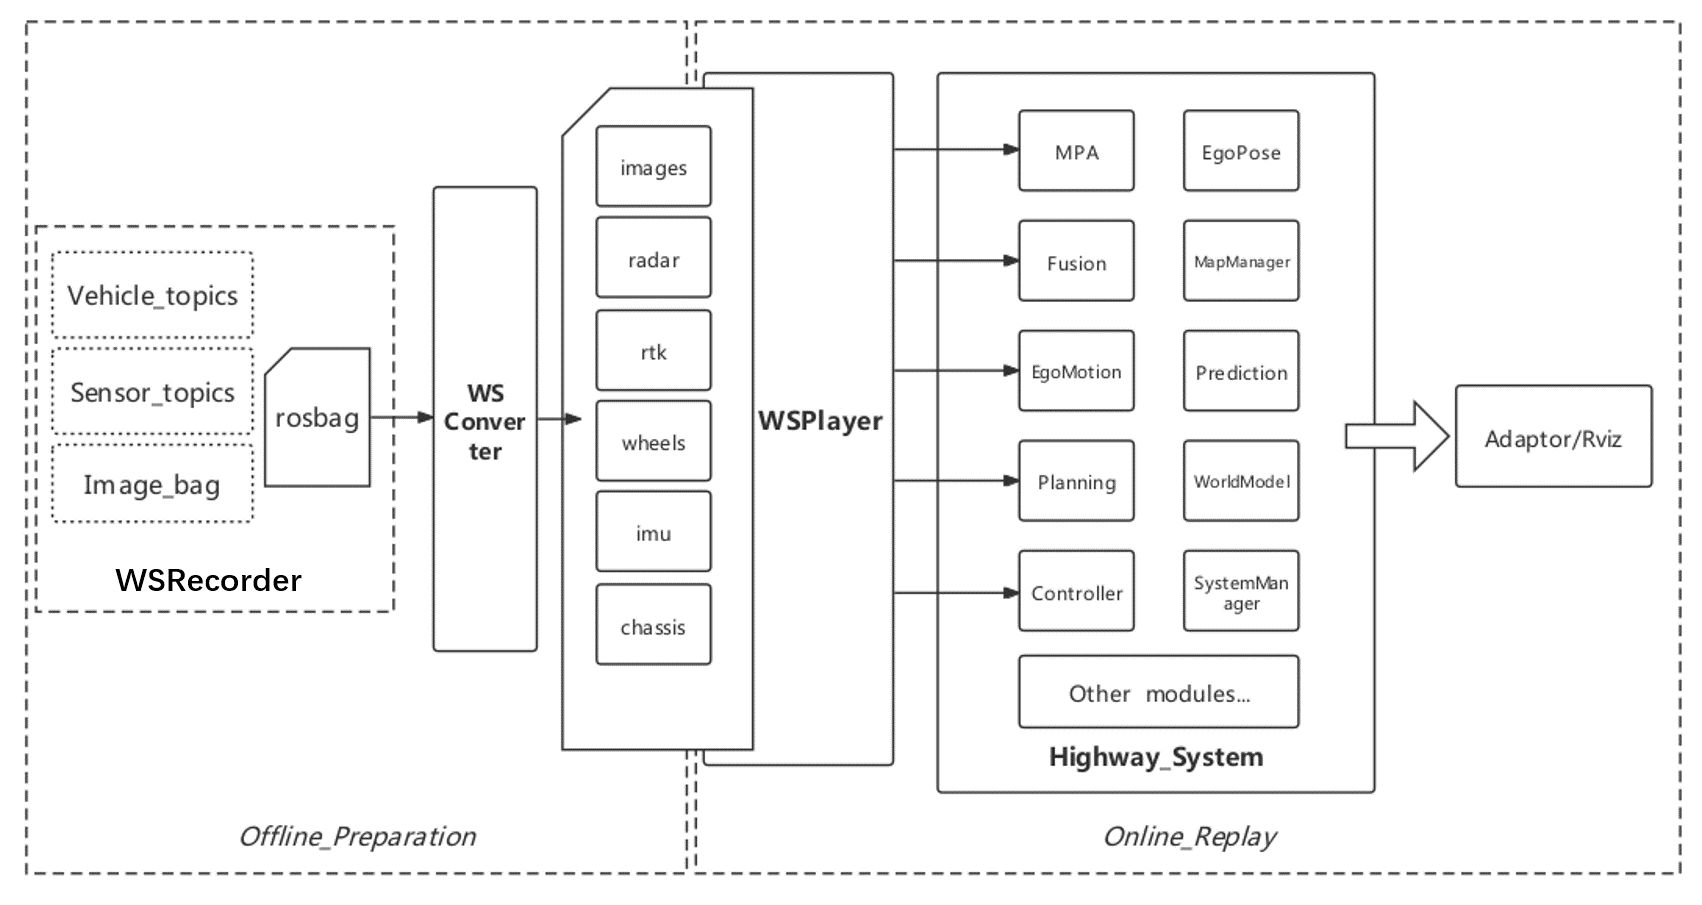 Vehicle_topics
Sensor_topics
Image_bag
rosbag
WSRecorder
WS
Conver
ter
images
radar
rtk
wheels
imu
chassis
WSPlayer
MPA
EgoPose
Fusion
MapManager
EgoMotion
Prediction
Planning
WorldModel
Controller
SystemMan
ager
Other modules...
Highway_System
Adaptor/Rviz
Offline_Preparation
Online_Replay